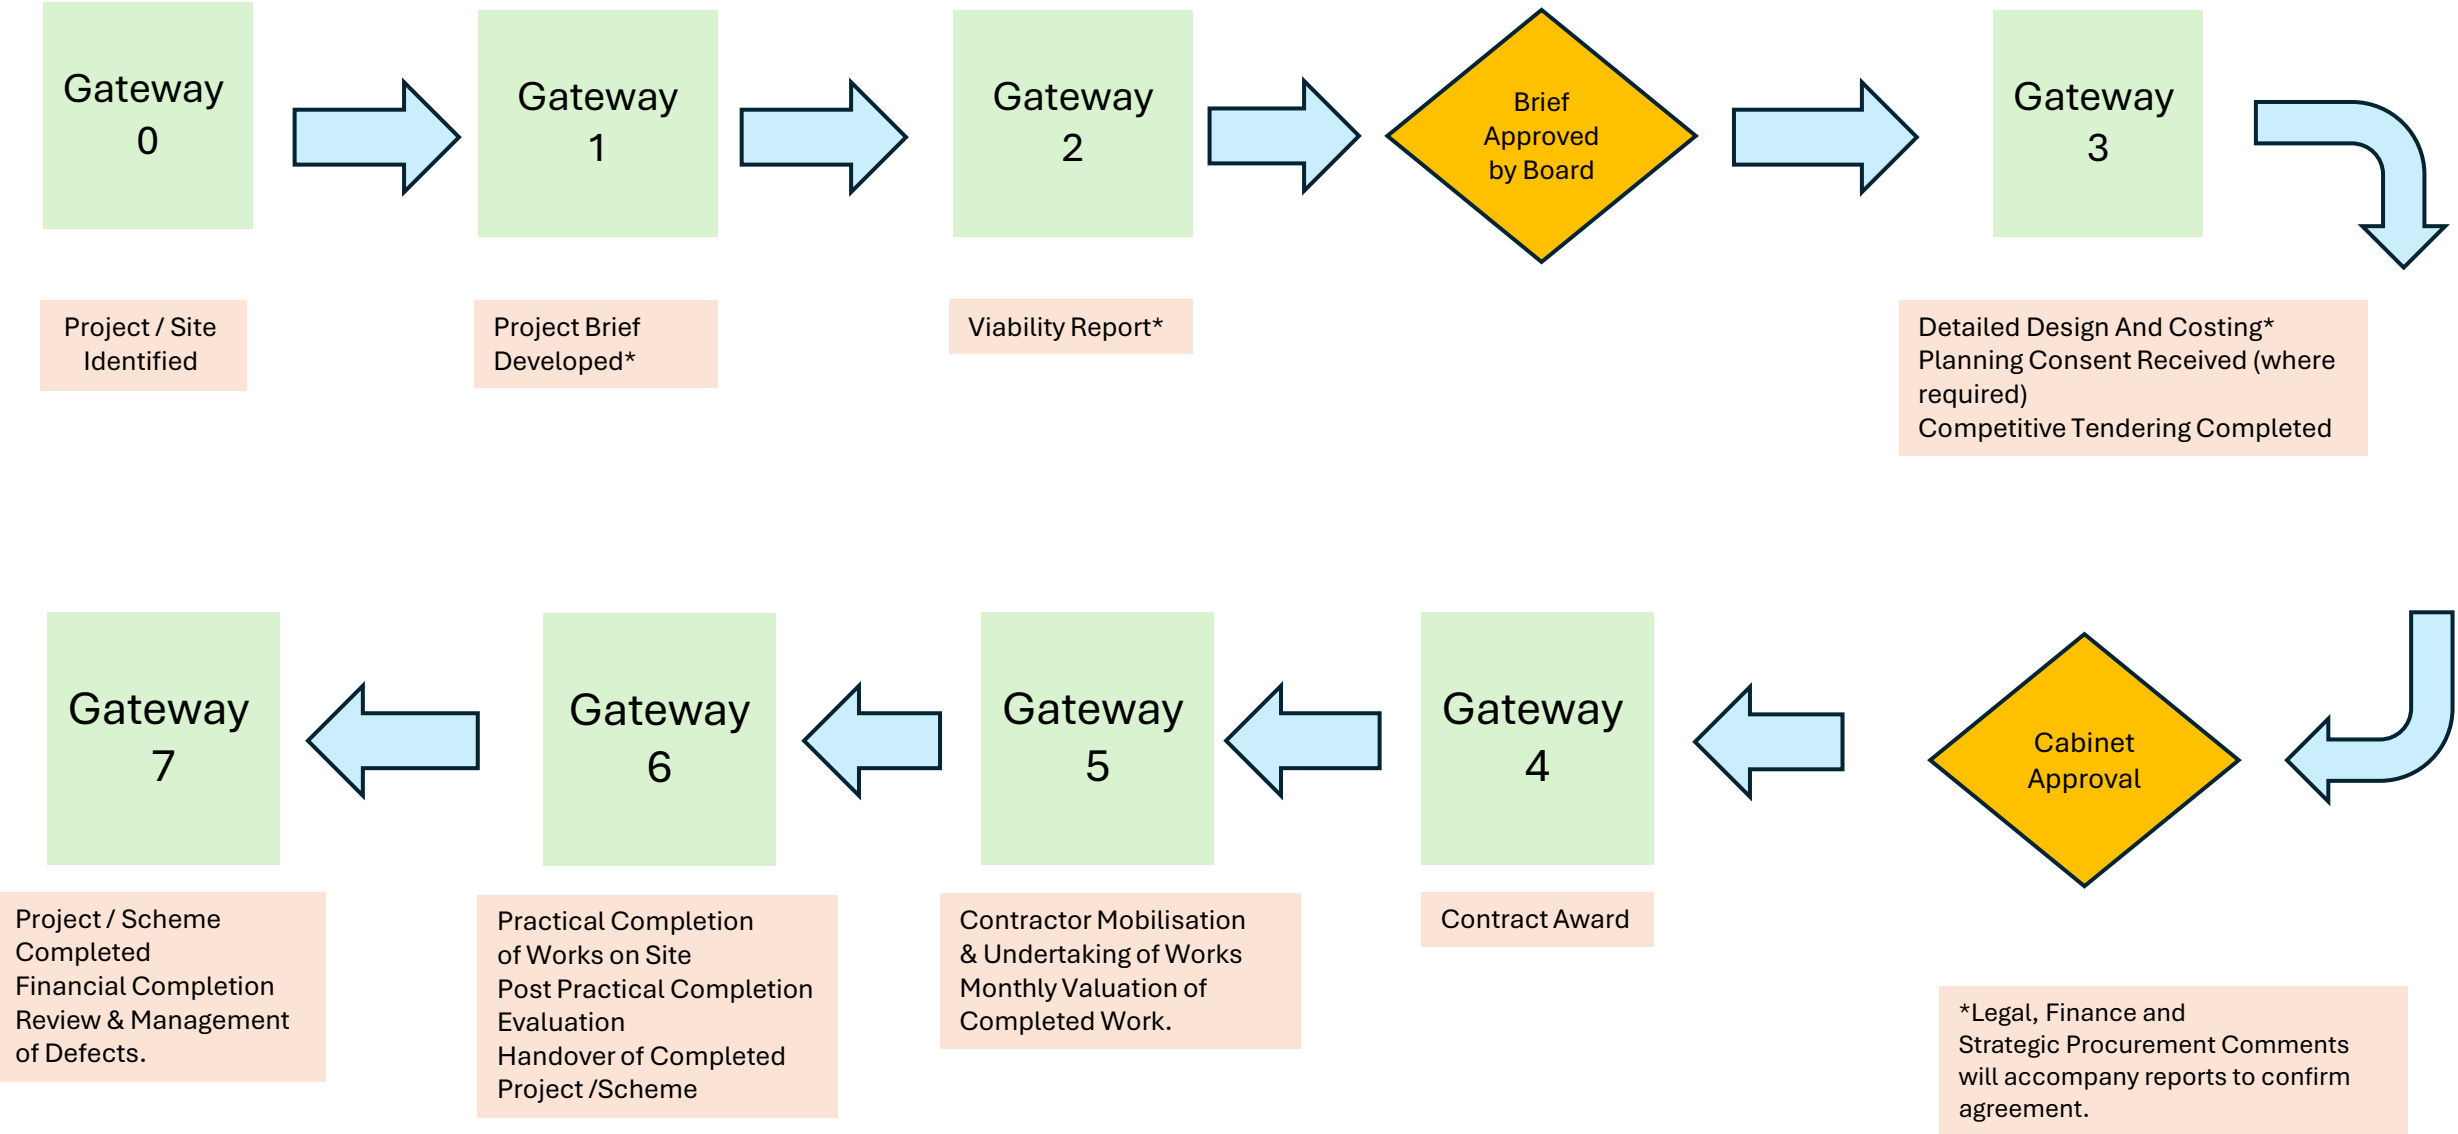 Gateway
0
Gateway
1
Gateway
2
Brief
Approved
by Board
Gateway
3
Project / Site
Identified
Project Brief
Developed*
Viability Report*
Detailed Design And Costing*
Planning Consent Received (where
required)
Competitive Tendering Completed
Cabinet
Approval
*Legal, Finance and
Strategic Procurement Comments
will accompany reports to confirm
agreement.
Gateway
4
Contract Award
Gateway
5
Contractor Mobilisation
& Undertaking of Works
Monthly Valuation of
Completed Work.
Gateway
6
Practical Completion
of Works on Site
Post Practical Completion
Evaluation
Handover of Completed
Project /Scheme
Gateway
7
Project / Scheme
Completed
Financial Completion
Review & Management
of Defects.